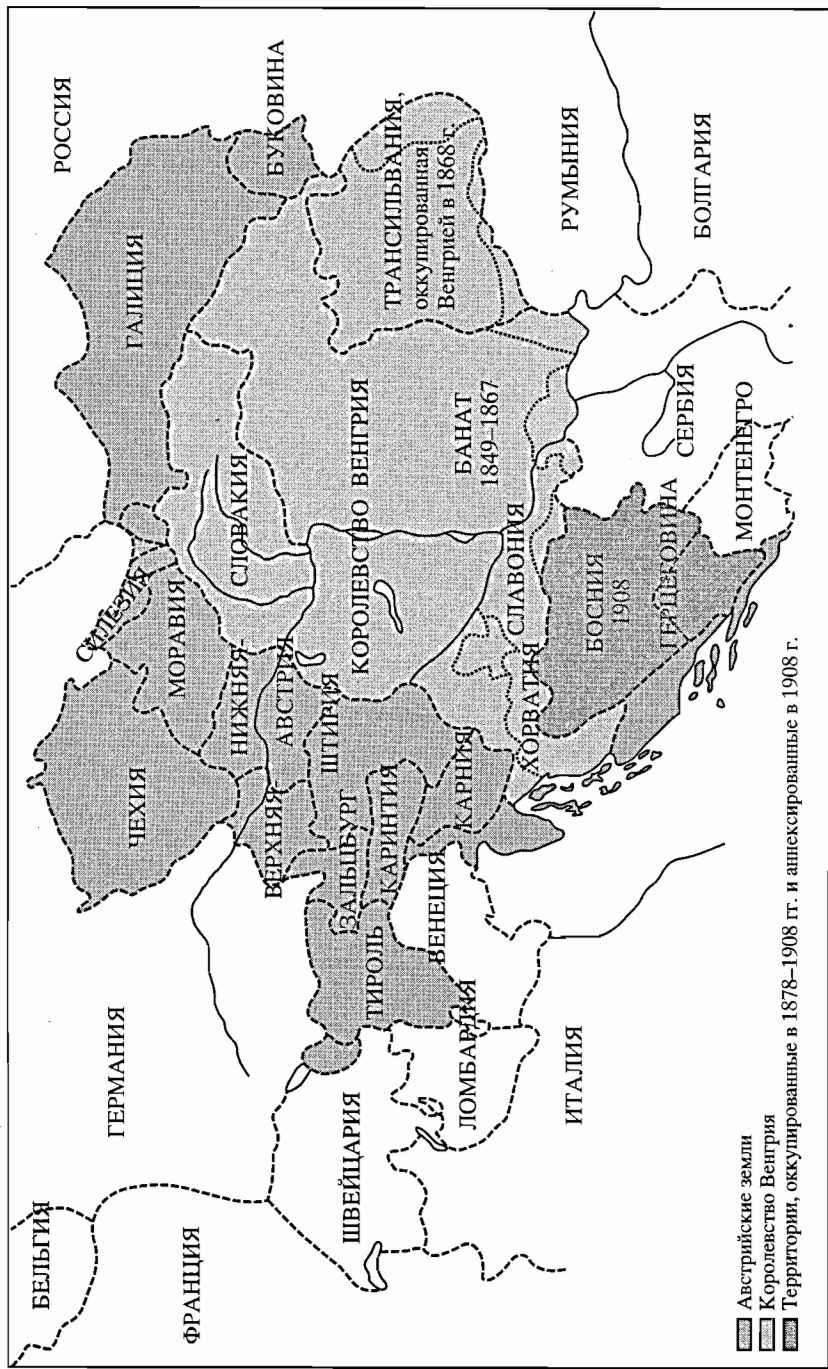 БЕЛЬГИЯ
ФРАНЦИЯ
ГЕРМАНИЯ
ШВЕЙЦАРИЯ
ЛОМБАРДИЯ
ИТАЛИЯ
ВЕНЕЦИЯ
ТИРОЛЬ
ЗАЛЬЦБУРГ
КАРИНТИЯ
КАРНИЯ
ВЕРХНЯЯ
НИЖНЯЯ-
АВСТРИЯ
ШТИРИЯ
ЧЕХИЯ
МОРАВИЯ
СИЛЕЗИЯ
СЛОВАКИЯ
ГАЛИЦИЯ
РОССИЯ
БУКОВИНА
КОРОЛЕВСТВО ВЕНГРИЯ
ТРАНСИЛЬВАНИЯ,
оккупированная
Венгрией в 1868 г.
БАНАТ
1849–1867
СЛАВОНИЯ
ХОРВАТИЯ
БОСНИЯ
1908
ГЕРЦЕГОВИНА
МОНТЕНЕГРО
СЕРБИЯ
РУМЫНИЯ
БОЛГАРИЯ
Австрийские земли
Королевство Венгрия
Территории, оккупированные в 1878–1908 гг. и аннексированные в 1908 г.